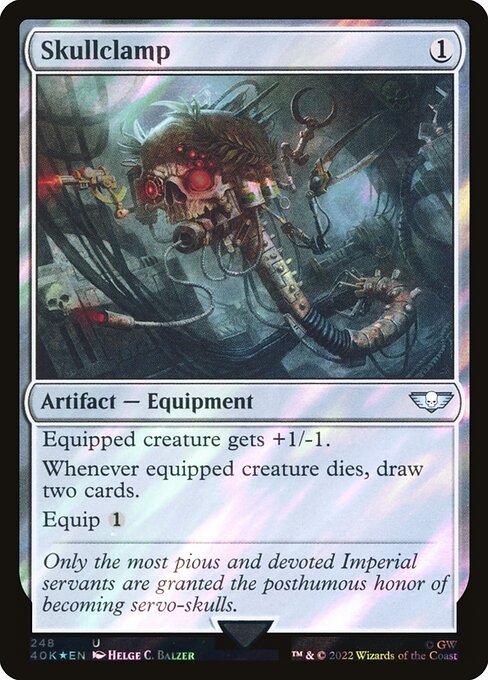 Skullclamp 1
Artifact — Equipment
Equipped creature gets +1/-1.
Whenever equipped creature dies, draw
two cards.
Equip 1
Only the most pious and devoted Imperial
servants are granted the posthumous honor of
becoming servo-skulls.
248 U © GW
40K★EN Helge C. Balzer ™ & © 2022 Wizards of the Coast